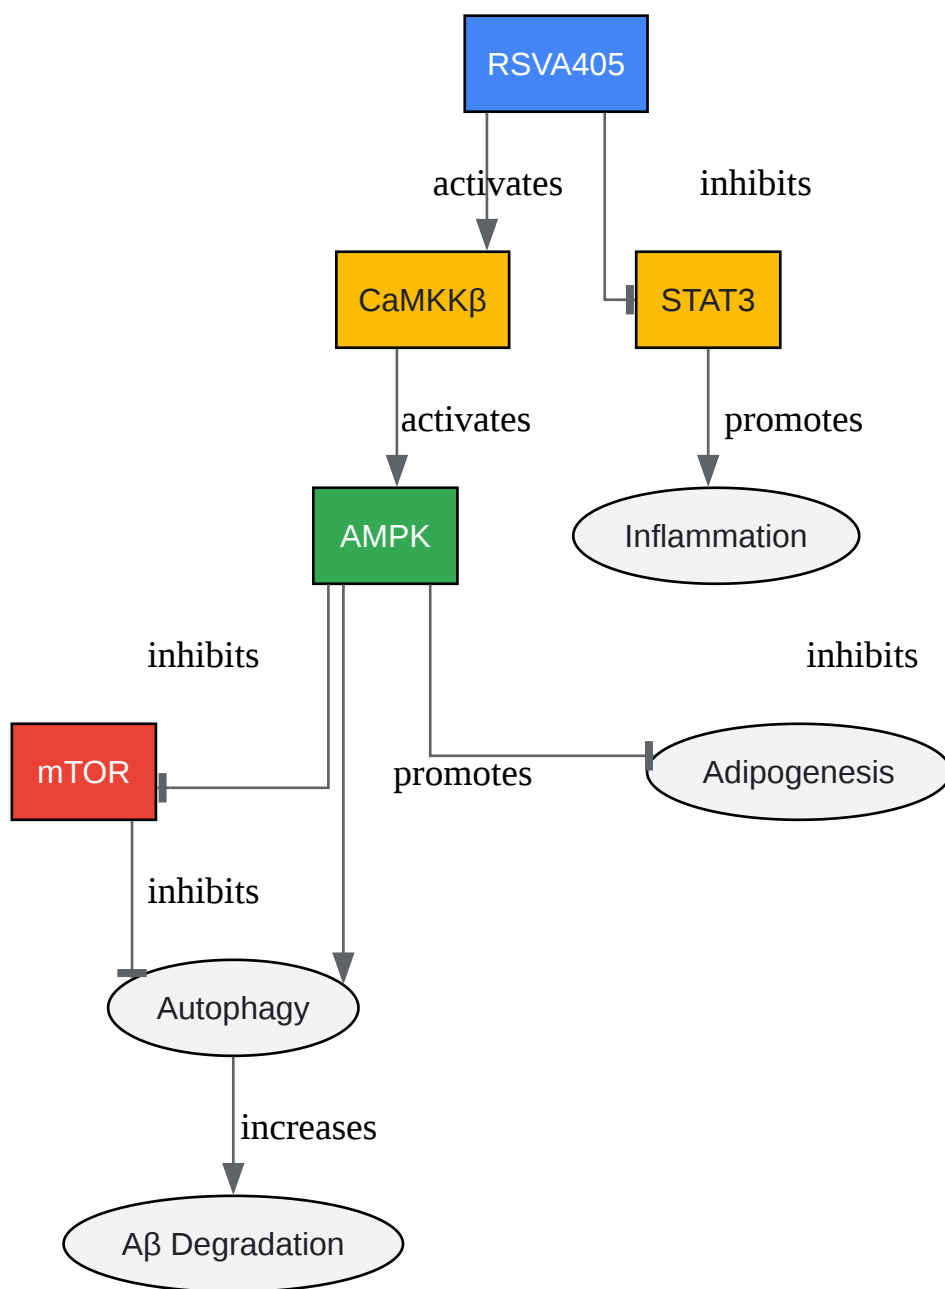 RSVA405
activates
inhibits
CaMKKβ
STAT3
activates
promotes
AMPK
Inflammation
inhibits
inhibits
mTOR
promotes
Adipogenesis
inhibits
Autophagy
increases
Aβ Degradation